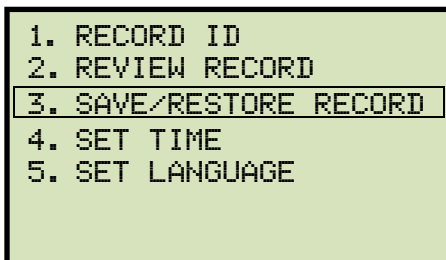 1. RECORD ID
2. REVIEW RECORD
3. SAVE/RESTORE RECORD
4. SET TIME
5. SET LANGUAGE